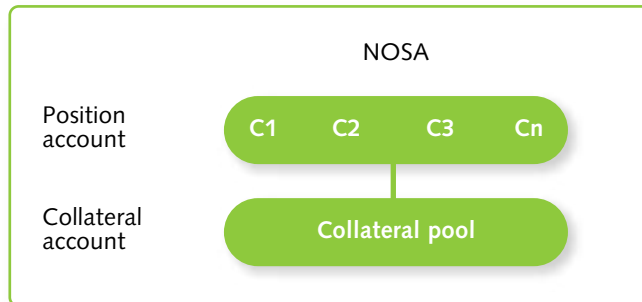 NOSA
Position
account
C1 C2 C3 Cn
Collateral
account
Collateral pool